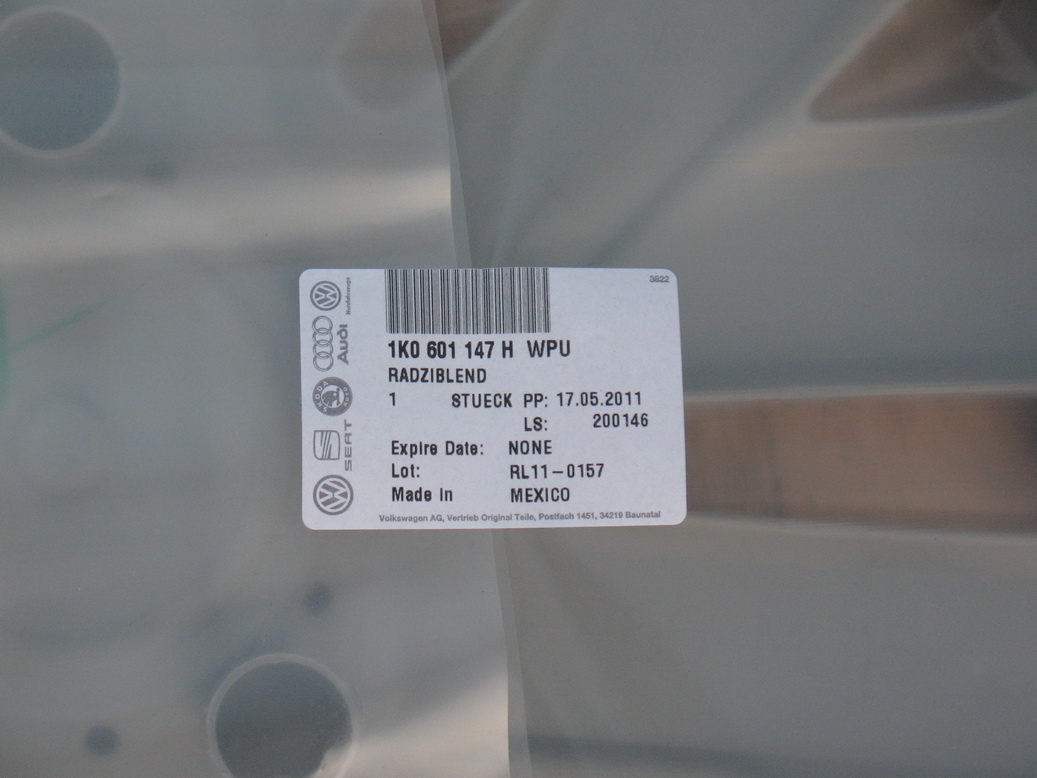 3622
1K0 601 147 H WPU
RADZIBLEND
1 STUECK PP: 17.05.2011
LS: 200146
Expire Date: NONE
Lot: RL11-0157
Made in MEXICO
Volkswagen AG, Vertrieb Original Teile, Postfach 1451, 34219 Baunatal
Audi
SKODA
SEAT